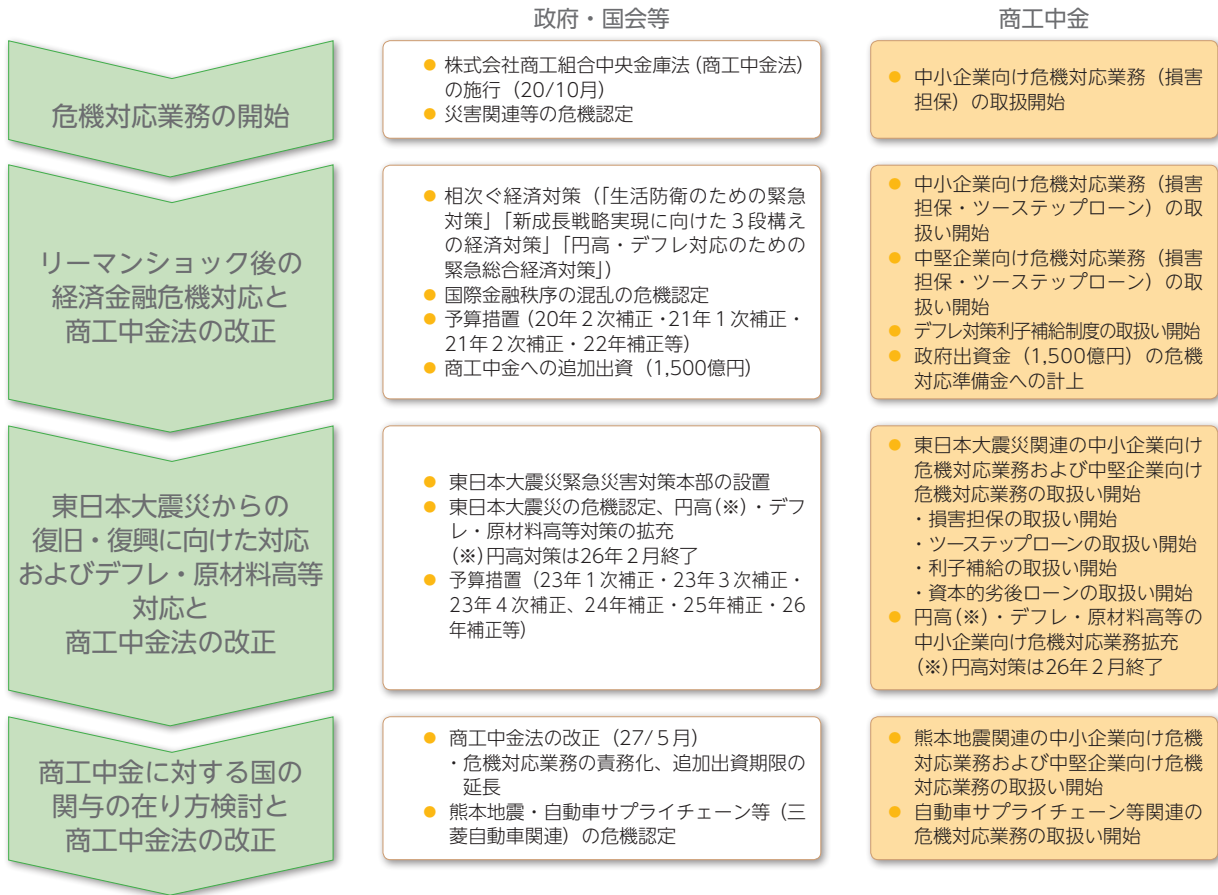 政府・国会等
商工中金
危機対応業務の開始
● 株式会社商工組合中央金庫法(商工中金法)
の施行(20/10月)
● 災害関連等の危機認定
● 中小企業向け危機対応業務(損害
担保)の取扱開始
リーマンショック後の
経済金融危機対応と
商工中金法の改正
● 相次ぐ経済対策(「生活防衛のための緊急
対策」「新成長戦略実現に向けた3段構え
の経済対策」「円高・デフレ対応のための
緊急総合経済対策」)
● 国際金融秩序の混乱の危機認定
● 予算措置(20年2次補正・21年1次補正・
21年2次補正・22年補正等)
● 商工中金への追加出資(1,500億円)
● 中小企業向け危機対応業務(損害
担保・ツーステップローン)の取
扱い開始
● 中堅企業向け危機対応業務(損害
担保・ツーステップローン)の取
扱い開始
● デフレ対策利子補給制度の取扱い開始
● 政府出資金(1,500億円)の危機
対応準備金への計上
東日本大震災からの
復旧・復興に向けた対応
およびデフレ・原材料高等
対応と
商工中金法の改正
● 東日本大震災緊急災害対策本部の設置
● 東日本大震災の危機認定、円高(※)・デフ
レ・原材料高等対策の拡充
(※)円高対策は26年2月終了
● 予算措置(23年1次補正・23年3次補正・
23年4次補正、24年補正・25年補正・26
年補正等)
● 東日本大震災関連の中小企業向け
危機対応業務および中堅企業向け
危機対応業務の取扱い開始
・損害担保の取扱い開始
・ツーステップローンの取扱い開始
・利子補給の取扱い開始
・資本的劣後ローンの取扱い開始
● 円高(※)・デフレ・原材料高等の
中小企業向け危機対応業務拡充
(※)円高対策は26年2月終了
商工中金に対する国の
関与の在り方検討と
商工中金法の改正
● 商工中金法の改正(27/5月)
・危機対応業務の責務化、追加出資期限の
延長
● 熊本地震・自動車サプライチェーン等(三
菱自動車関連)の危機認定
● 熊本地震関連の中小企業向け危機
対応業務および中堅企業向け危機
対応業務の取扱い開始
● 自動車サプライチェーン等関連の
危機対応業務の取扱い開始